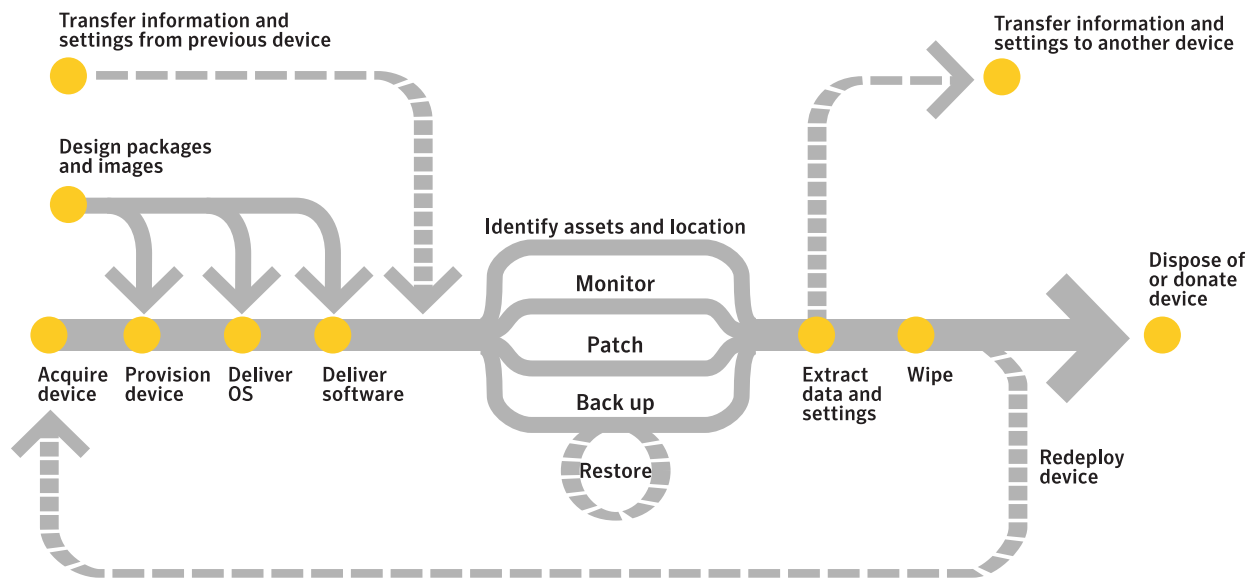 Transfer information and
settings from previous device
Transfer information and
settings to another device
Design packages
and images
Identify assets and location
Monitor
Patch
Back up
Restore
Dispose of
or donate
device
Acquire
device
Provision
device
Deliver
OS
Deliver
software
Extract
data and
settings
Wipe
Redeploy
device